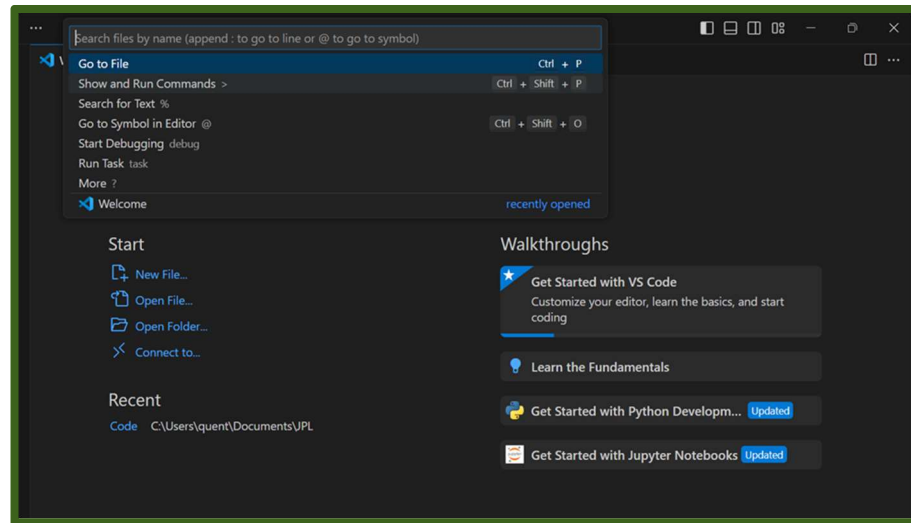 ...
Search files by name (append : to go to line or @ to go to symbol)
Go to File Ctrl + P
Show and Run Commands > Ctrl + Shift + P
Search for Text %
Go to Symbol in Editor @ Ctrl + Shift + O
Start Debugging debug
Run Task task
More ?
Welcome recently opened
Start
New File...
Open File...
Open Folder...
Connect to...
Recent
Code C:\Users\quent\Documents\JPL
Walkthroughs
Get Started with VS Code
Customize your editor, learn the basics, and start
coding
Learn the Fundamentals
Get Started with Python Developm... Updated
Get Started with Jupyter Notebooks Updated